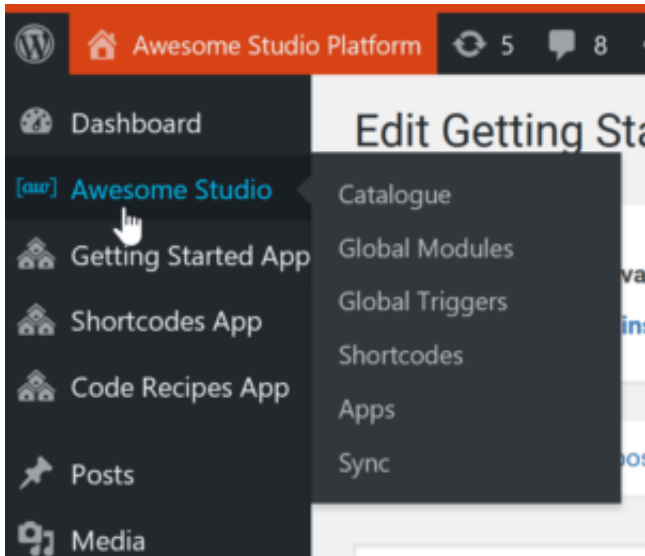 Awesome Studio Platform 5 8
Dashboard
Edit Getting Sta
[aw] Awesome Studio
Catalogue
Global Modules
Getting Started App
Global Triggers
Shortcodes App
Shortcodes
Code Recipes App
Apps
Sync
Posts
Media